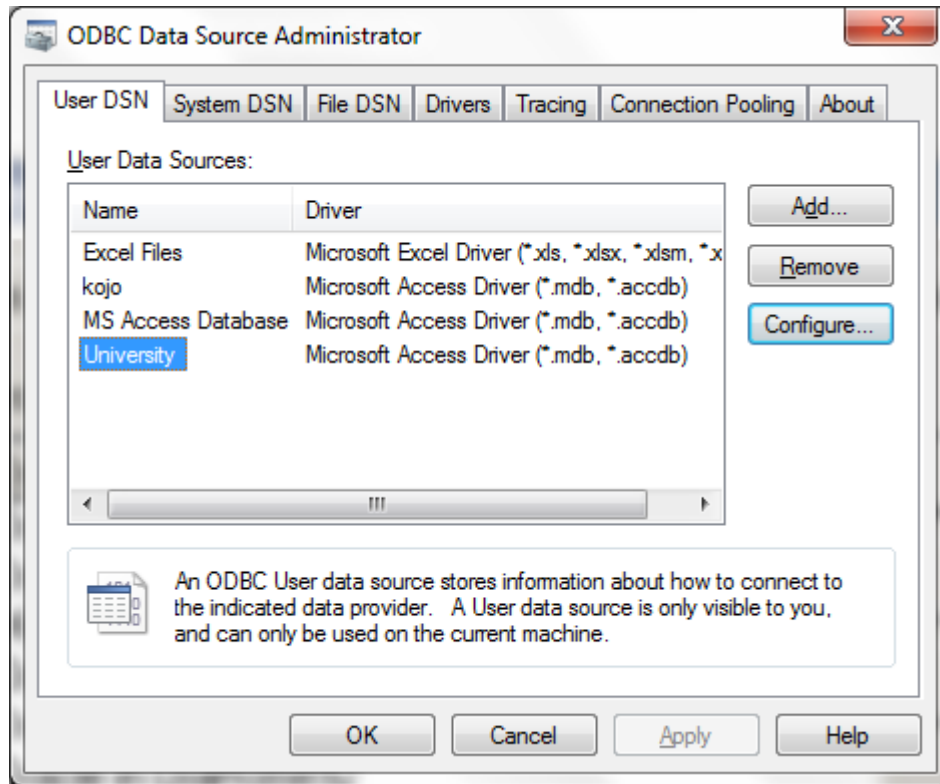 ODBC Data Source Administrator
User DSN System DSN File DSN Drivers Tracing Connection Pooling About
User Data Sources:
Name Driver
Excel Files Microsoft Excel Driver (*.xls, *.xlsx, *.xlsm, *.x
kojo Microsoft Access Driver (*.mdb, *.accdb)
MS Access Database Microsoft Access Driver (*.mdb, *.accdb)
University Microsoft Access Driver (*.mdb, *.accdb)
Add...
Remove
Configure...
An ODBC User data source stores information about how to connect to
the indicated data provider. A User data source is only visible to you,
and can only be used on the current machine.
OK Cancel Apply Help